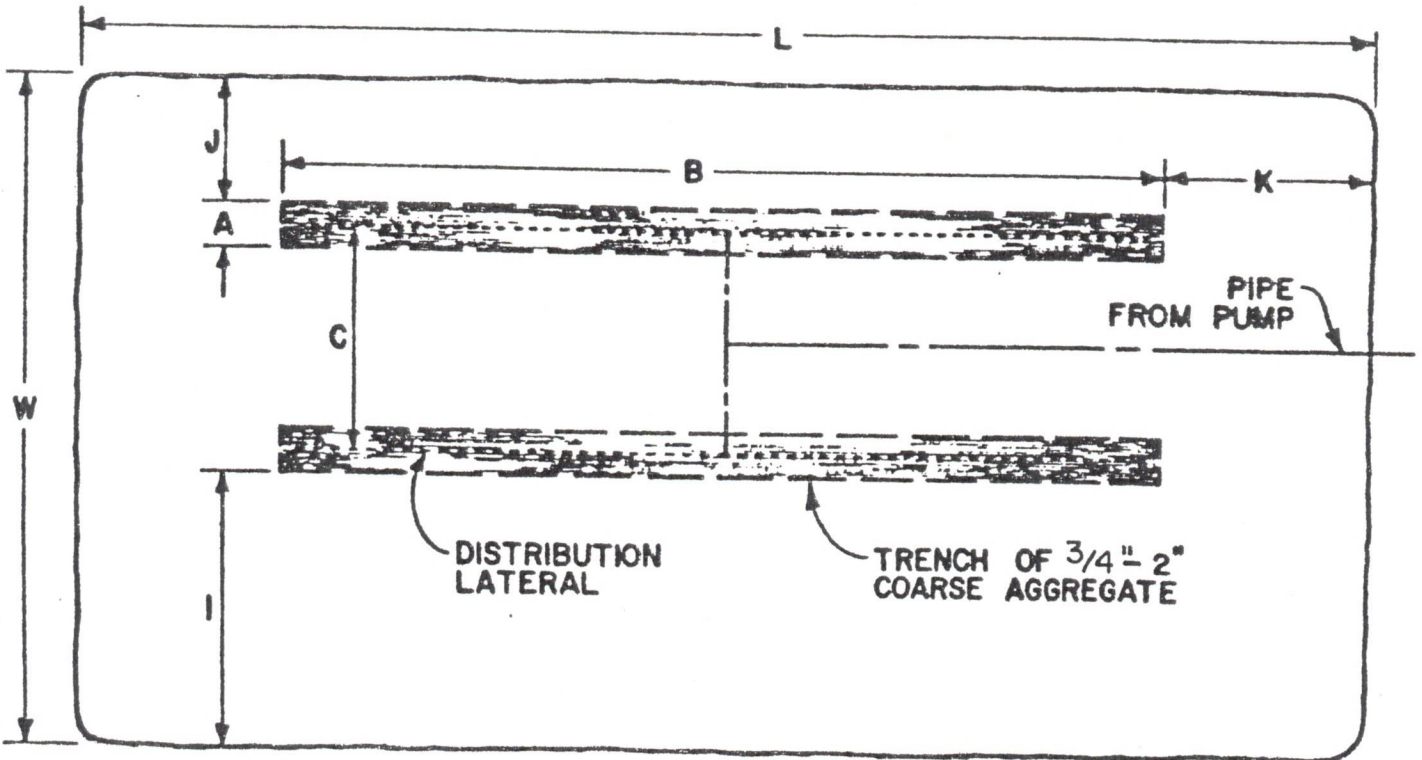 L
J
B
K
A
PIPE
FROM PUMP
C
W
DISTRIBUTION
LATERAL
TRENCH OF 3/4"- 2"
COARSE AGGREGATE
I